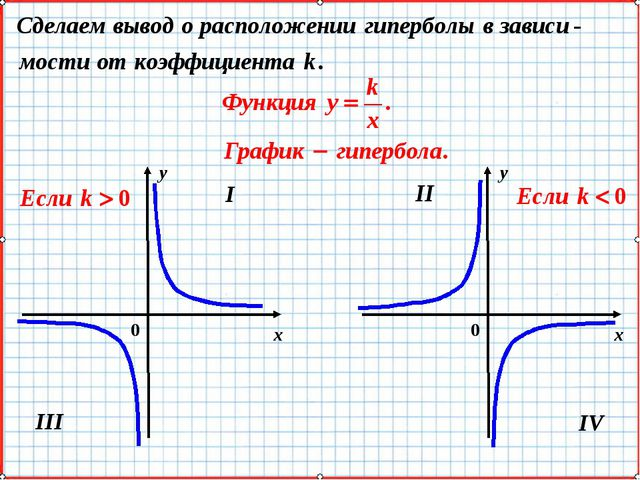 Сделаем вывод о расположении гиперболы в зависи -
мости от коэффициента k.
Функция y = k/x.
График – гипербола.
Если k > 0
y
I
II
y
Если k < 0
0
x
0
x
III
IV